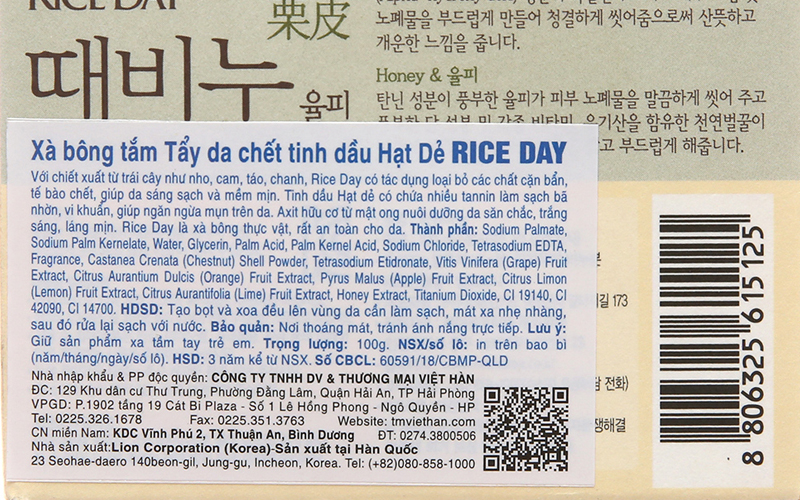 RICE DAY
栗皮
때비누 율피
노폐물을 부드럽게 만들어 청결하게 씻어줌으로써 산뜻하고
개운한 느낌을 줍니다.
Honey & 율피
탄닌 성분이 풍부한 율피가 피부 노폐물을 말끔하게 씻어 주고
유기산을 함유한 천연벌꿀이
부드럽게 해줍니다.
Xà bông tắm Tẩy da chết tinh dầu Hạt Dẻ RICE DAY
Với chiết xuất từ trái cây như nho, cam, táo, chanh, Rice Day có tác dụng loại bỏ các chất cặn bẩn,
tế bào chết, giúp da sáng sạch và mềm mịn. Tinh dầu Hạt dẻ có chứa nhiều tannin làm sạch bã
nhờn, vi khuẩn, giúp ngăn ngừa mụn trên da. Axit hữu cơ từ mật ong nuôi dưỡng da săn chắc, trắng
sáng, láng mịn. Rice Day là xà bông thực vật, rất an toàn cho da. Thành phần: Sodium Palmate,
Sodium Palm Kernelate, Water, Glycerin, Palm Acid, Palm Kernel Acid, Sodium Chloride, Tetrasodium EDTA,
Fragrance, Castanea Crenata (Chestnut) Shell Powder, Tetrasodium Etidronate, Vitis Vinifera (Grape) Fruit
Extract, Citrus Aurantium Dulcis (Orange) Fruit Extract, Pyrus Malus (Apple) Fruit Extract, Citrus Limon
(Lemon) Fruit Extract, Citrus Aurantifolia (Lime) Fruit Extract, Honey Extract, Titanium Dioxide, CI 19140, CI
42090, CI 14700. HDSD: Tạo bọt và xoa đều lên vùng da cần làm sạch, mát xa nhẹ nhàng,
sau đó rửa lại sạch với nước. Bảo quản: Nơi thoáng mát, tránh ánh nắng trực tiếp. Lưu ý:
Giữ sản phẩm xa tầm tay trẻ em. Trọng lượng: 100g. NSX/số lô: in trên bao bì
(năm/tháng/ngày/số lô). HSD: 3 năm kể từ NSX. Số CBCL: 60591/18/CBMP-QLD
Nhà nhập khẩu & PP độc quyền: CÔNG TY TNHH DV & THƯƠNG MẠI VIỆT HÀN
ĐC: 129 Khu dân cư Thư Trung, Phường Đằng Lâm, Quận Hải An, TP Hải Phòng
VPGD: P.1902 tầng 19 Cát Bi Plaza - Số 1 Lê Hồng Phong - Ngô Quyền - HP
Tel: 0225.326.1678 Fax: 0225.351.3763 Website: tmviethan.com
CN miền Nam: KDC Vĩnh Phú 2, TX Thuận An, Bình Dương ĐT: 0274.3800506
Nhà sản xuất: Lion Corporation (Korea)-Sản xuất tại Hàn Quốc
23 Seohae-daero 140beon-gil, Jung-gu, Incheon, Korea. Tel: (+82)080-858-1000
173
전화)
8 806325 615125